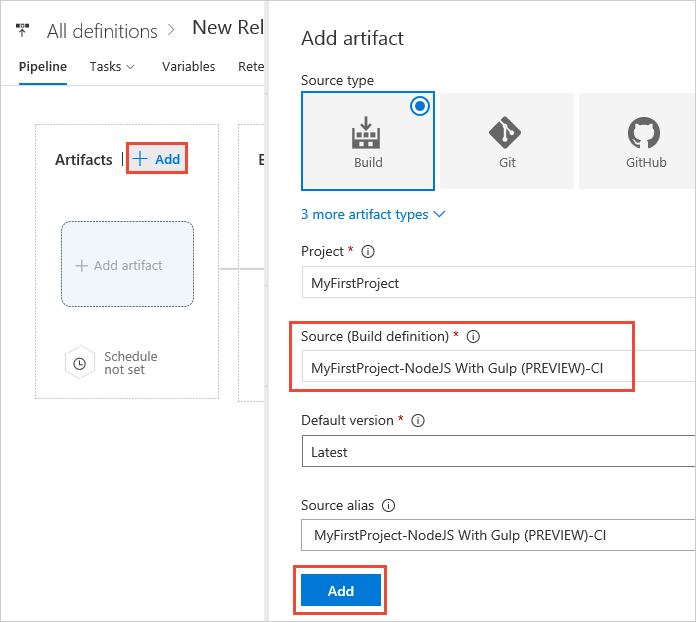 All definitions > New Rel
Pipeline Tasks Variables Rete
Artifacts | + Add
E
+ Add artifact
Schedule
not set
Add artifact
Source type
Build Git GitHub
3 more artifact types
Project *
MyFirstProject
Source (Build definition) *
MyFirstProject-NodeJS With Gulp (PREVIEW)-CI
Default version *
Latest
Source alias
MyFirstProject-NodeJS With Gulp (PREVIEW)-CI
Add